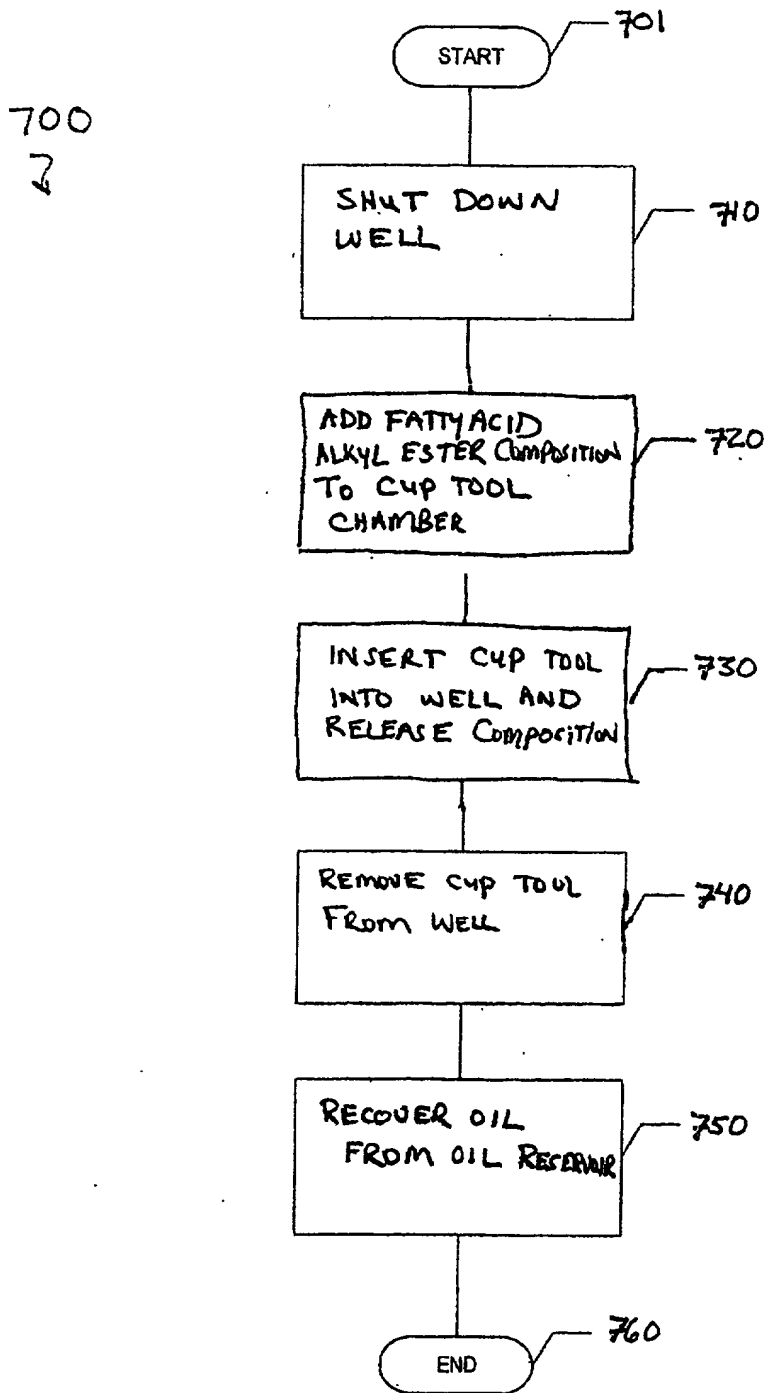 701
START
700
SHUT DOWN
WELL
710
ADD FATTY ACID
ALKYL ESTER COMPOSITION
TO CUP TOOL
CHAMBER
720
INSERT CUP TOOL
INTO WELL AND
RELEASE COMPOSITION
730
REMOVE CUP TOOL
FROM WELL
740
RECOVER OIL
FROM OIL RESERVOIR
750
760
END